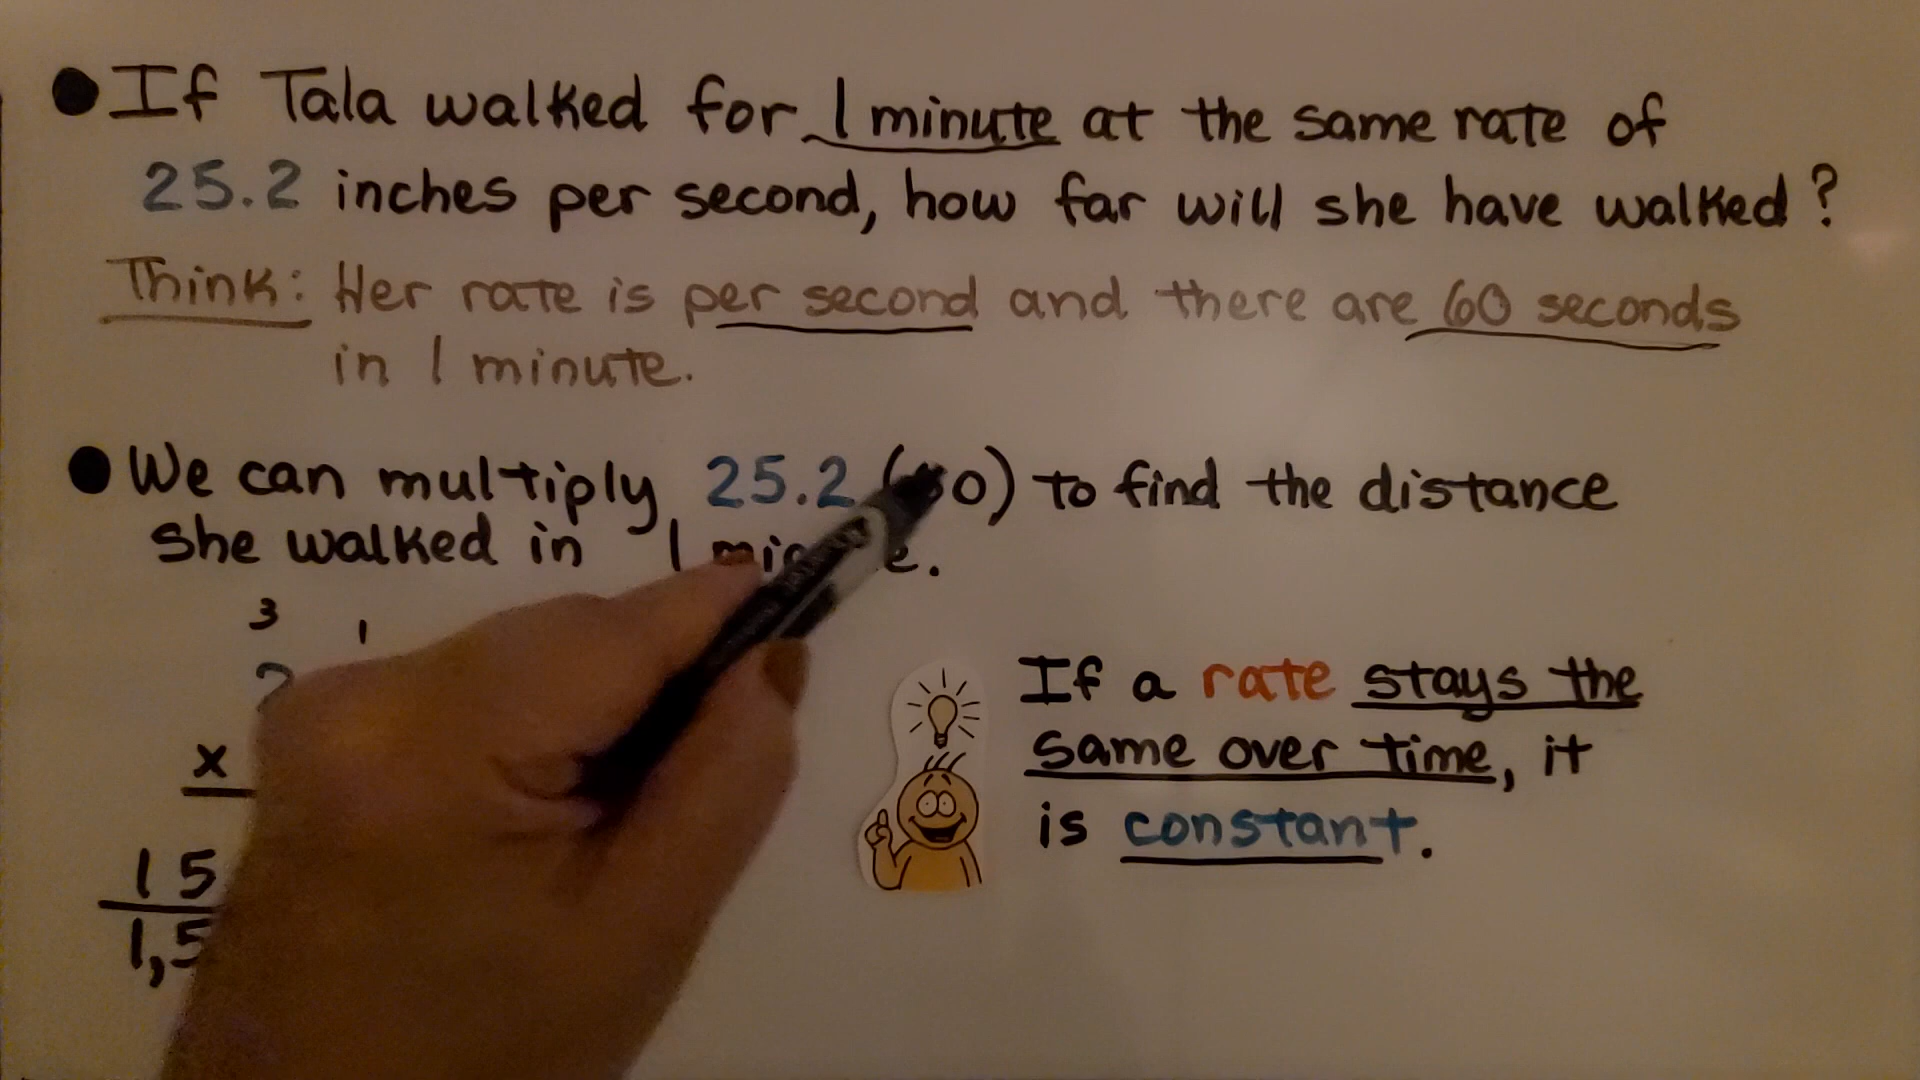 If Tala walked for 1 minute at the same rate of
25.2 inches per second, how far will she have walked?
Think: Her rate is per second and there are 60 seconds
in 1 minute.
We can multiply 25.2 ( 0) to find the distance
she walked in 1
3 1
x
15
1,5
If a rate stays the
same over time, it
is constant.